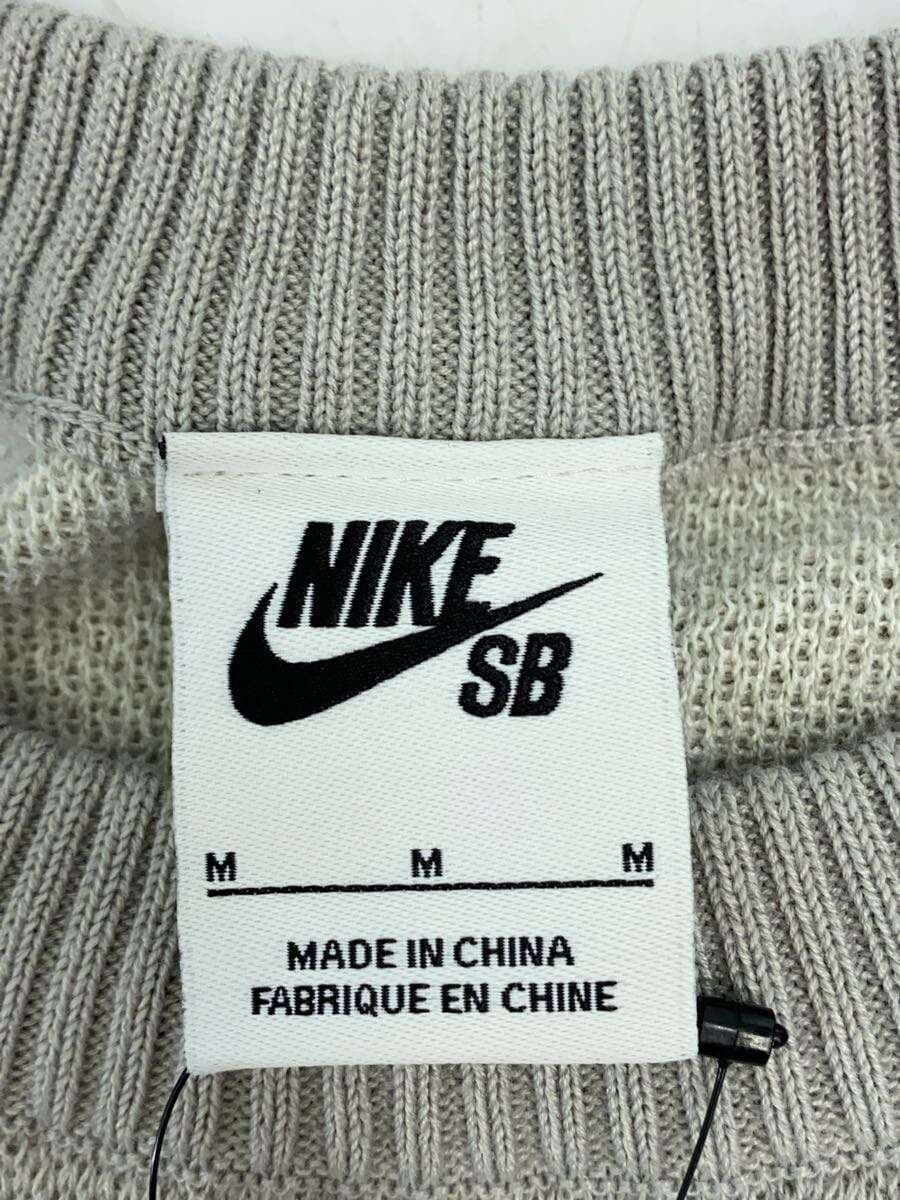 NIKE
SB
M M M
MADE IN CHINA
FABRIQUE EN CHINE